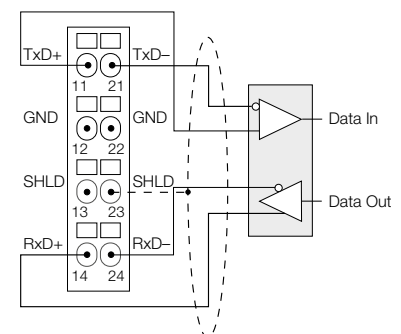 TxD+ TxD–
11 21
GND GND
Data In
12 22
SHLD SHLD
13 23
Data Out
RxD+ RxD–
14 24